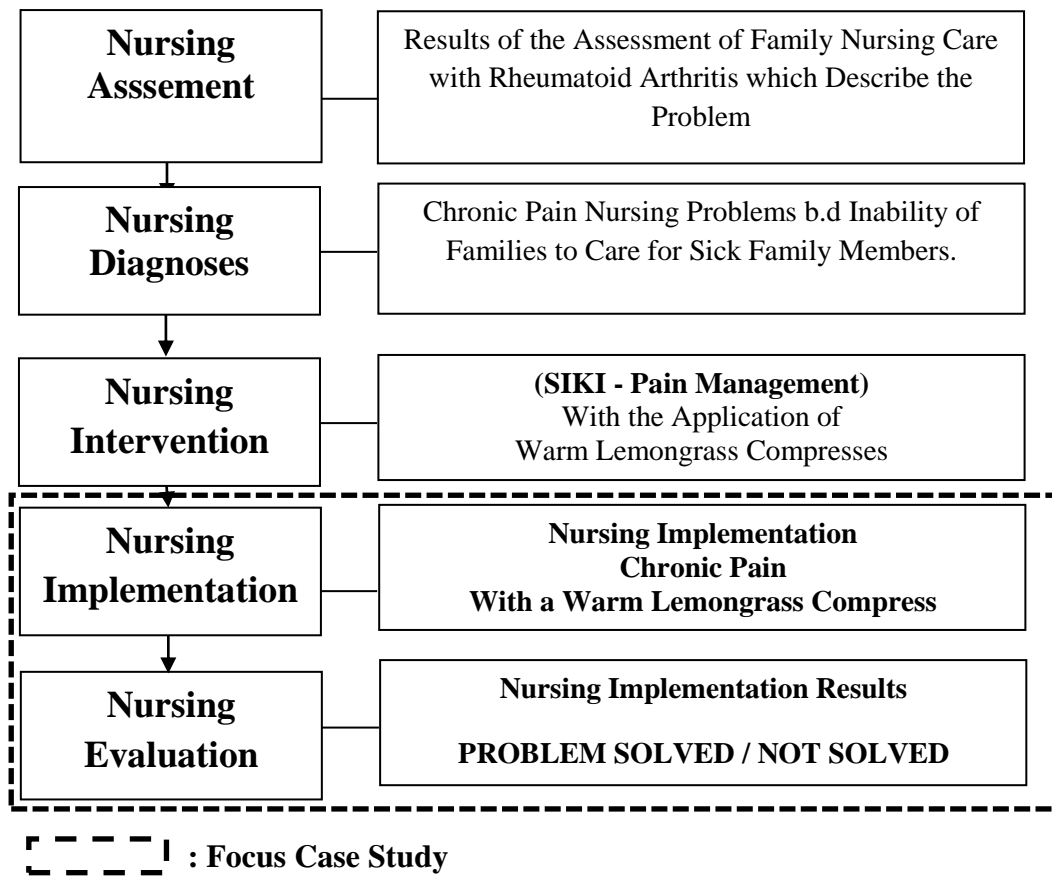 Nursing
Asssement
Results of the Assessment of Family Nursing Care
with Rheumatoid Arthritis which Describe the
Problem
Nursing
Diagnoses
Chronic Pain Nursing Problems b.d Inability of
Families to Care for Sick Family Members.
Nursing
Intervention
(SIKI - Pain Management)
With the Application of
Warm Lemongrass Compresses
Nursing
Implementation
Nursing Implementation
Chronic Pain
With a Warm Lemongrass Compress
Nursing
Evaluation
Nursing Implementation Results
PROBLEM SOLVED / NOT SOLVED
: Focus Case Study